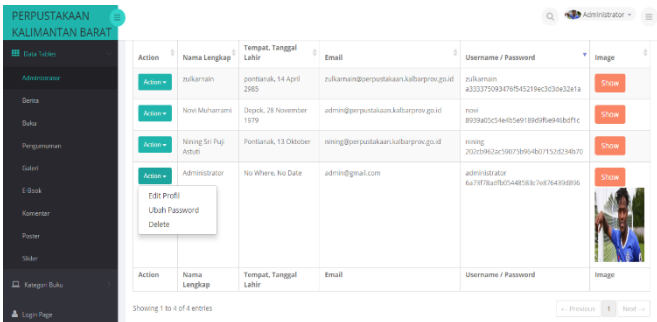 PERPUSTAKAAN
KALIMANTAN BARAT
Administrator
Data Tables
Administrator
Berita
Buku
Pengumuman
Galeri
E-Book
Komentar
Poster
Slider
Kategori Buku
Login Page
Action Nama Lengkap Tempat, Tanggal Lahir Email Username / Password Image
Action zulkarnain pontianak, 14 April 2985 zulkarnain@perpustakaan.kalbarprov.go.id zulkarnain Show
Action Novi Muharrami Depok, 28 November 1979 admin@perpustakaan.kalbarprov.go.id novi Show
Action Nining Sri Puji Astuti Pontianak, 13 Oktober nining@perpustakaan.kalbarprov.go.id nining Show
Action Administrator No Where, No Date admin@gmail.com administrator Show
Edit Profil
Ubah Password
Delete
Action Nama Lengkap Tempat, Tanggal Lahir Email Username / Password Image
Showing 1 to 4 of 4 entries
← Previous 1 Next →